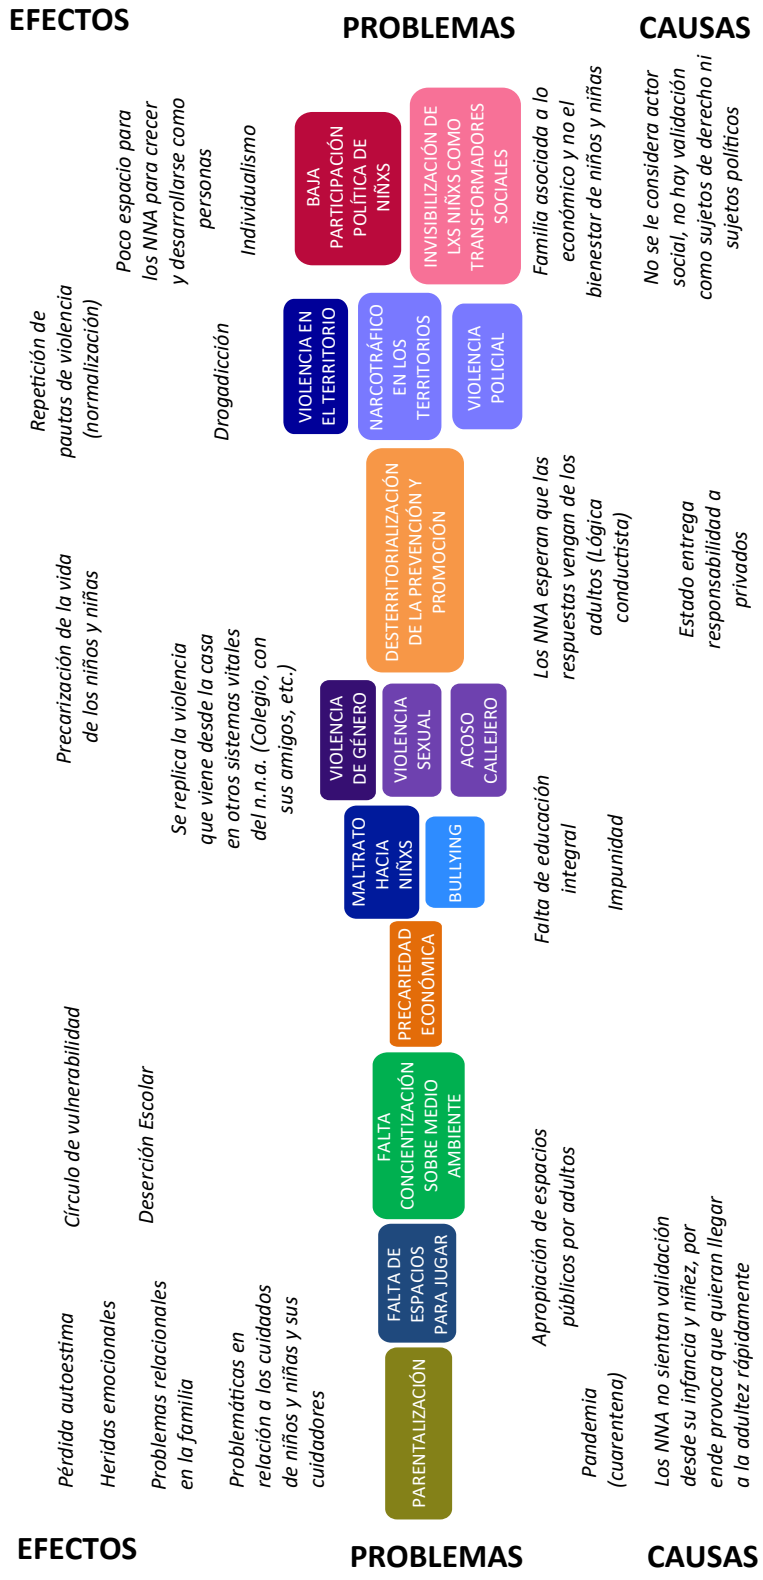 EFECTOS
PROBLEMAS
CAUSAS
Pérdida autoestima
Heridas emocionales
Problemas relacionales
en la familia
Problemáticas en
relación a los cuidados
de niños y niñas y sus
cuidadores
Círculo de vulnerabilidad
Deserción Escolar
Precarización de la vida
de los niños y niñas
Se replica la violencia
que viene desde la casa
en otros sistemas vitales
del n.n.a. (Colegio, con
sus amigos, etc.)
Repetición de
pautas de violencia
(normalización)
Drogadicción
Poco espacio para
los NNA para crecer
y desarrollarse como
personas
Individualismo
PARENTALIZACIÓN
FALTA DE
ESPACIOS
PARA JUGAR
FALTA
CONCIENTIZACIÓN
SOBRE MEDIO
AMBIENTE
PRECARIEDAD
ECONÓMICA
MALTRATO
HACIA
NIÑXS
BULLYING
VIOLENCIA
DE GÉNERO
VIOLENCIA
SEXUAL
ACOSO
CALLEJERO
DESTERRITORIALIZACIÓN
DE LA PREVENCIÓN Y
PROMOCIÓN
VIOLENCIA EN
EL TERRITORIO
NARCOTRÁFICO
EN LOS
TERRITORIOS
VIOLENCIA
POLICIAL
BAJA
PARTICIPACIÓN
POLÍTICA DE
NIÑXS
INVISIBILIZACIÓN DE
LXS NIÑXS COMO
TRANSFORMADORES
SOCIALES
Pandemia
(cuarentena)
Los NNA no sientan validación
desde su infancia y niñez, por
ende provoca que quieran llegar
a la adultez rápidamente
Apropiación de espacios
públicos por adultos
Falta de educación
integral
Impunidad
Los NNA esperan que las
respuestas vengan de los
adultos (Lógica
conductista)
Estado entrega
responsabilidad a
privados
Familia asociada a lo
económico y no el
bienestar de niños y niñas
No se le considera actor
social, no hay validación
como sujetos de derecho ni
sujetos políticos
EFECTOS
PROBLEMAS
CAUSAS